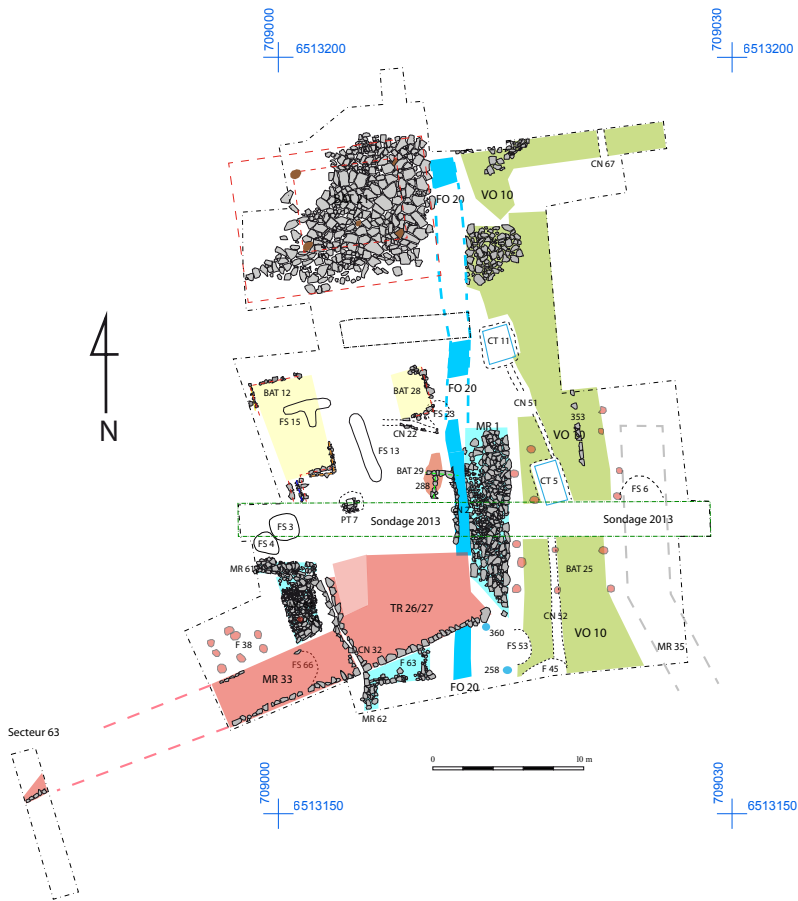 709000
6513200
709030
6513200
CN 67
VO 10
FO 20
CT 11
FO 20
BAT 12
BAT 28
FS 15
FS 23
CN 51
353
CN 22
MR 1
FS 13
BAT 29
288
CT 5
FS 6
PT 7
FS 3
Sondage 2013
Sondage 2013
FS 4
MR 61
BAT 25
TR 26/27
CN 52
F 38
360
VO 10
CN 32
FS 53
MR 35
FS 66
F 63
258
F 45
MR 33
FO 20
MR 62
N
Secteur 63
0
10 m
709000
6513150
709030
6513150